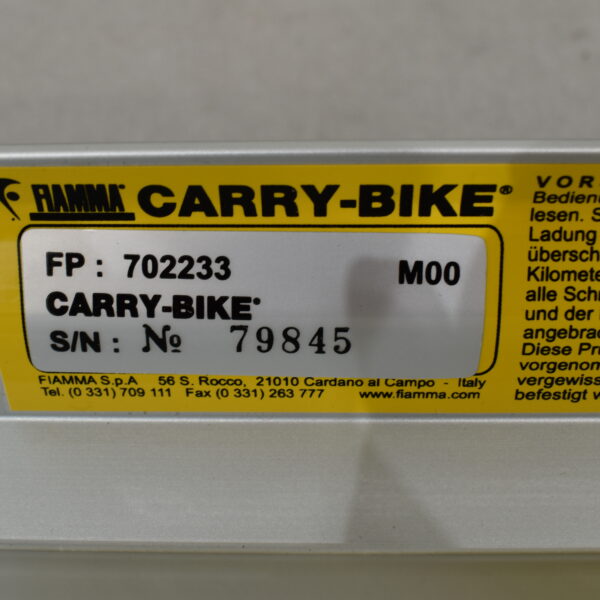 FIAMMA® CARRY-BIKE®
FP : 702233 M00
CARRY-BIKE®
S/N : № 79845
FIAMMA S.p.A 56 S. Rocco, 21010 Cardano al Campo - Italy
Tel. (0 331) 709 111 Fax (0 331) 263 777 www.fiamma.com
VOR
Bedien
lesen. S
Ladung
übersch
Kilomete
alle Schr
und der
angebrac
Diese Pr
vorgenom
vergewiss
befestigt w